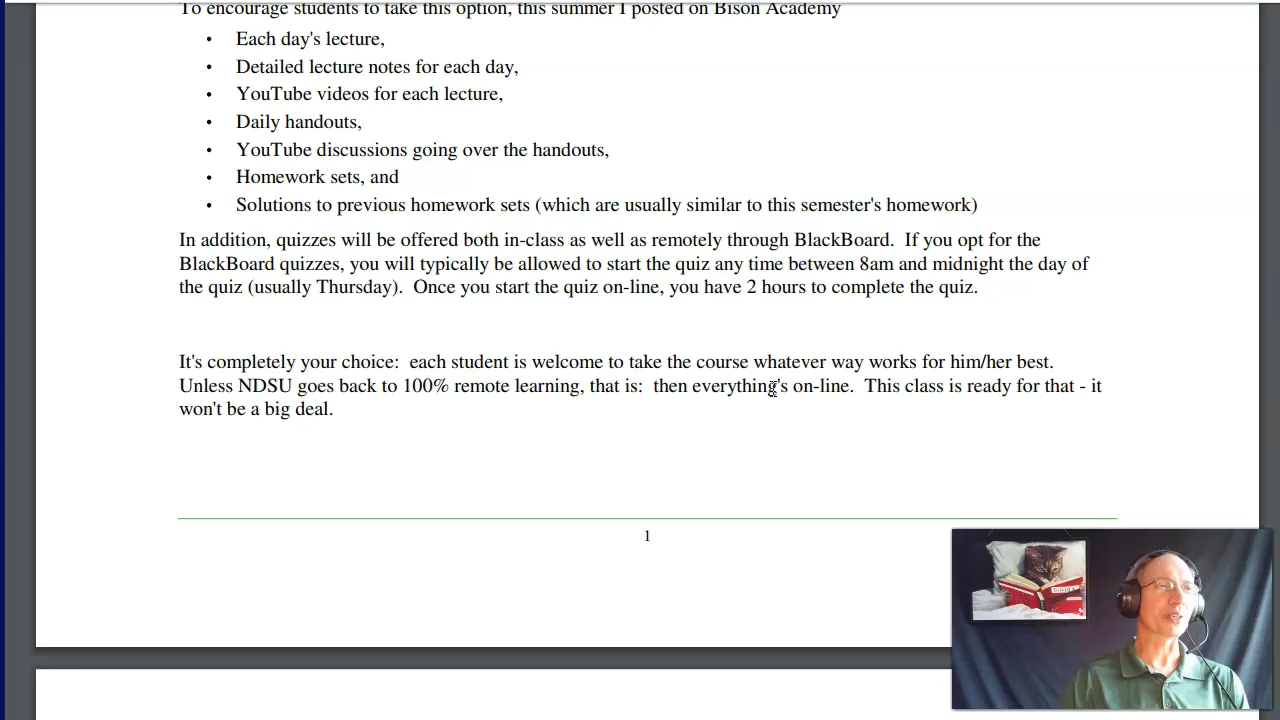 To encourage students to take this option, this summer I posted on Bison Academy
• Each day's lecture,
• Detailed lecture notes for each day,
• YouTube videos for each lecture,
• Daily handouts,
• YouTube discussions going over the handouts,
• Homework sets, and
• Solutions to previous homework sets (which are usually similar to this semester's homework)
In addition, quizzes will be offered both in-class as well as remotely through BlackBoard.  If you opt for the
BlackBoard quizzes, you will typically be allowed to start the quiz any time between 8am and midnight the day of
the quiz (usually Thursday).  Once you start the quiz on-line, you have 2 hours to complete the quiz.
It's completely your choice:  each student is welcome to take the course whatever way works for him/her best.
Unless NDSU goes back to 100% remote learning, that is:  then everything's on-line.  This class is ready for that - it
won't be a big deal.
1